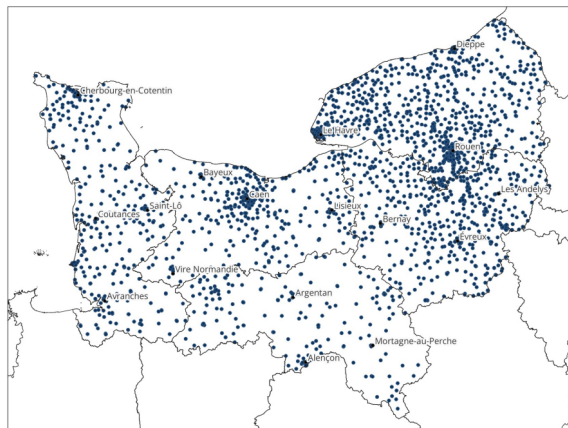 Dieppe
Cherbourg-en-Cotentin
Le Havre
Rouen
Bayeux
Les Andelys
Caen
Saint-Lô
Lisieux
Coutances
Bernay
Évreux
Vire Normandie
Argentan
Avranches
Mortagne-au-Perche
Alençon